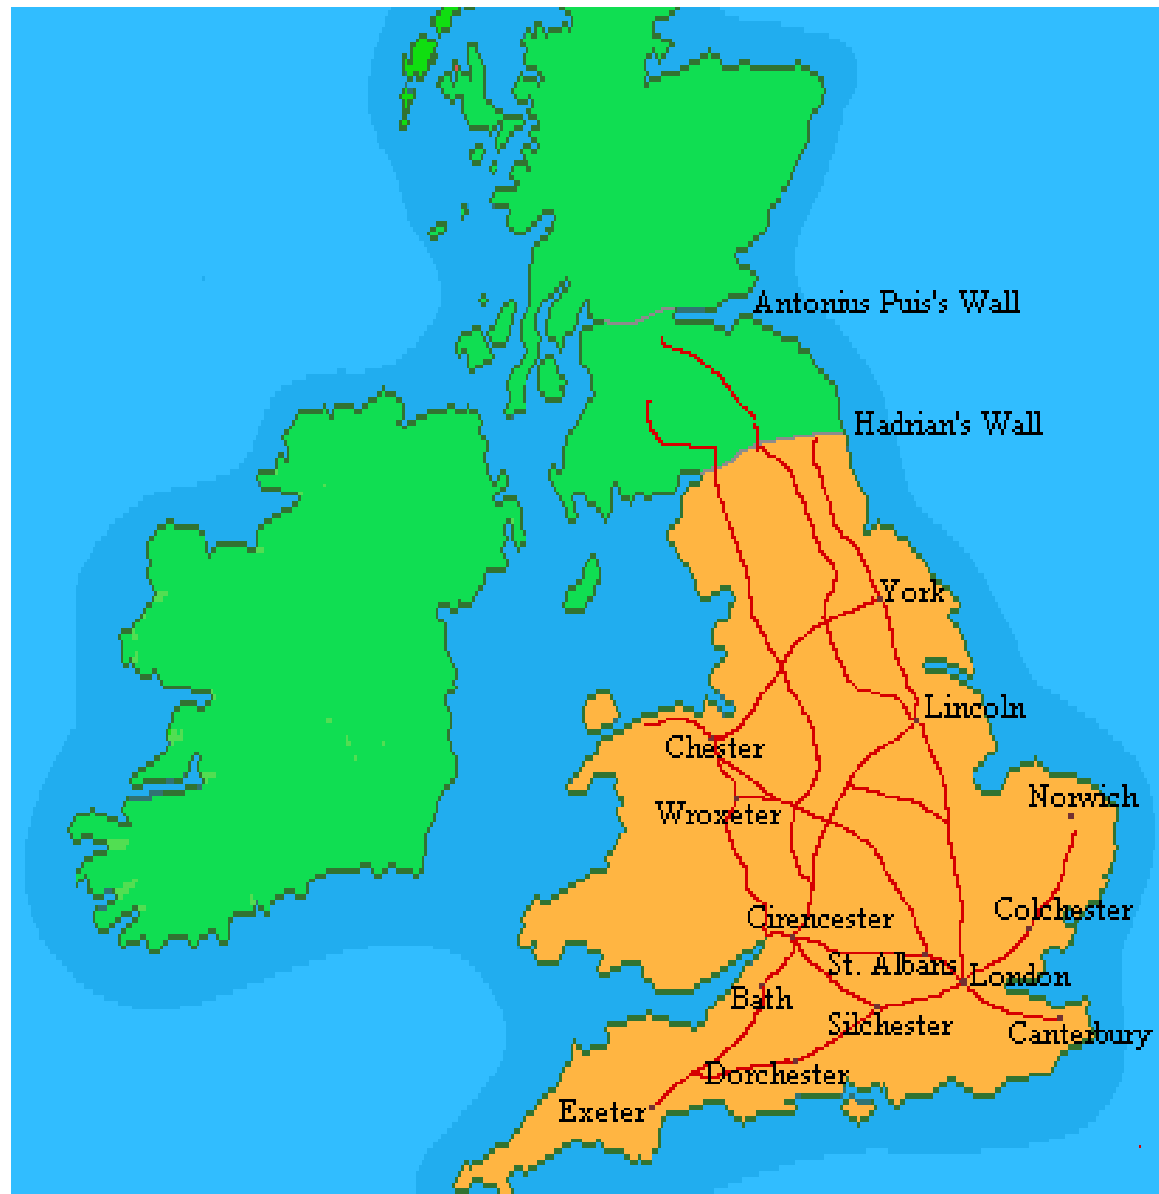 Antonius Puis's Wall
Hadrian's Wall
York
Lincoln
Chester
Norwich
Wroxeter
Colchester
Cirencester
St. Albans
London
Bath
Silchester
Canterbury
Dorchester
Exeter